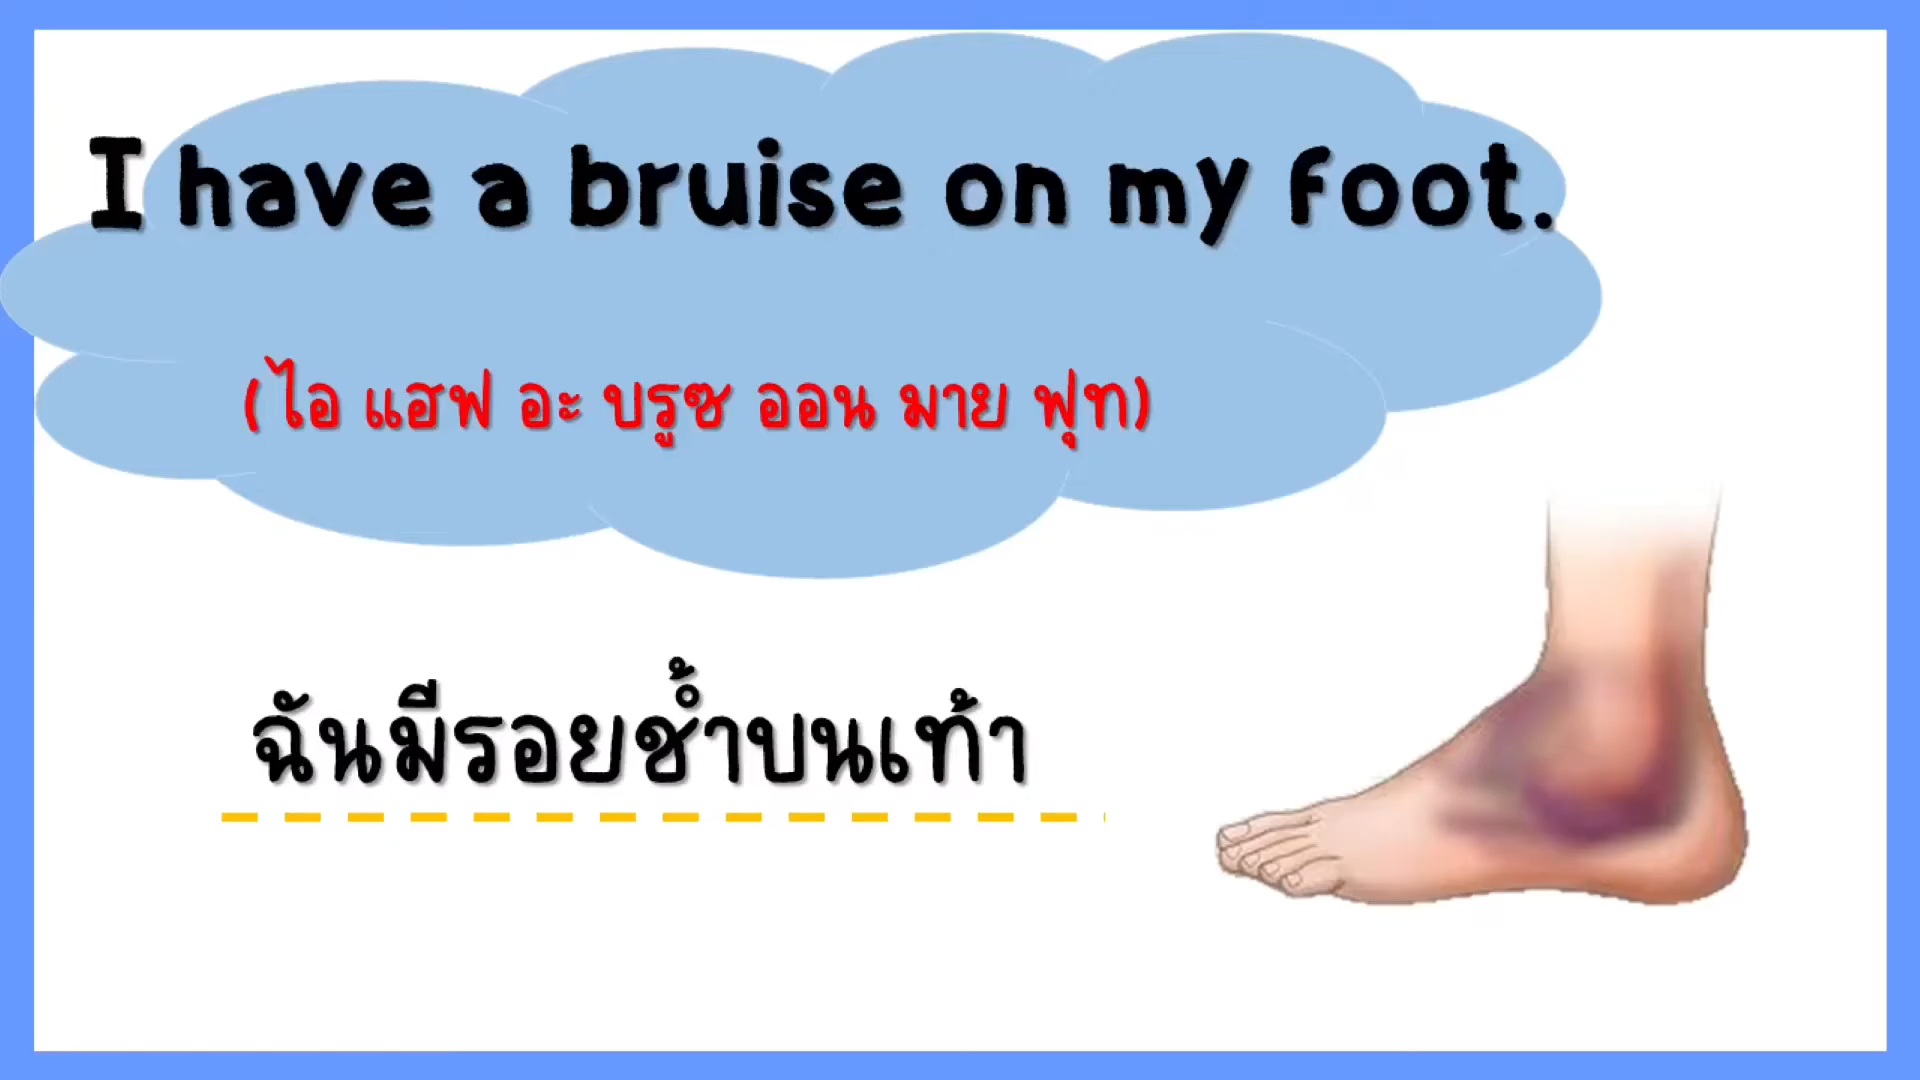 I have a bruise on my foot.
(ไอ แฮฟ อะ บรูซ ออน มาย ฟุท)
ฉันมีรอยช้ำบนเท้า